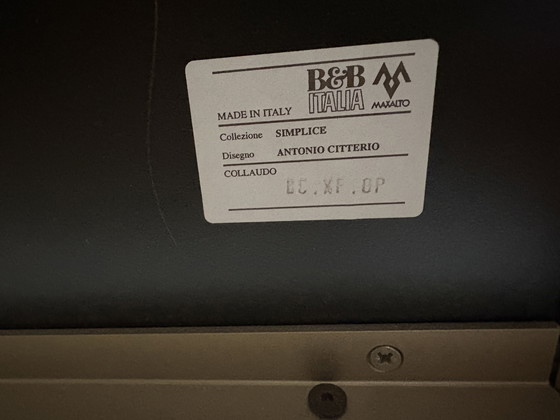 B&B
ITALIA
MAXALTO
MADE IN ITALY
Collezione SIMPLICE
Disegno ANTONIO CITTERIO
COLLAUDO